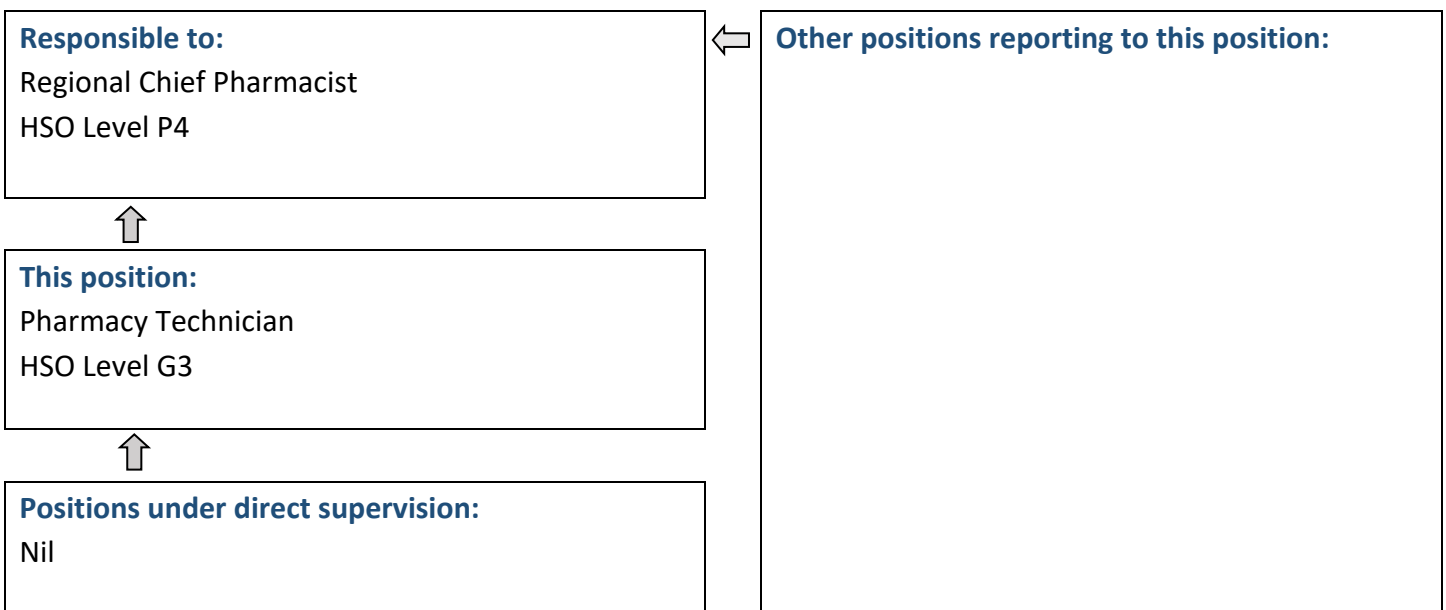 Responsible to:
Regional Chief Pharmacist
HSO Level P4
Other positions reporting to this position:
This position:
Pharmacy Technician
HSO Level G3
Positions under direct supervision:
Nil